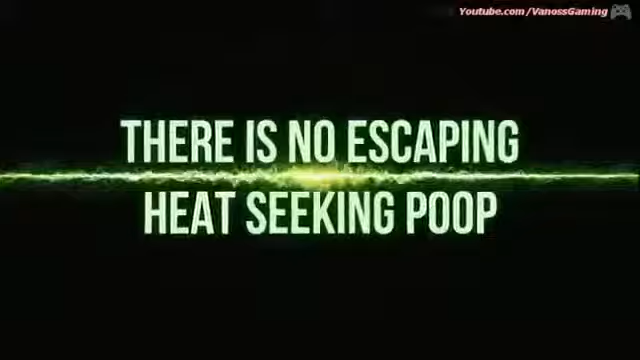 Youtube.com/VanossGaming
THERE IS NO ESCAPING
HEAT SEEKING POOP